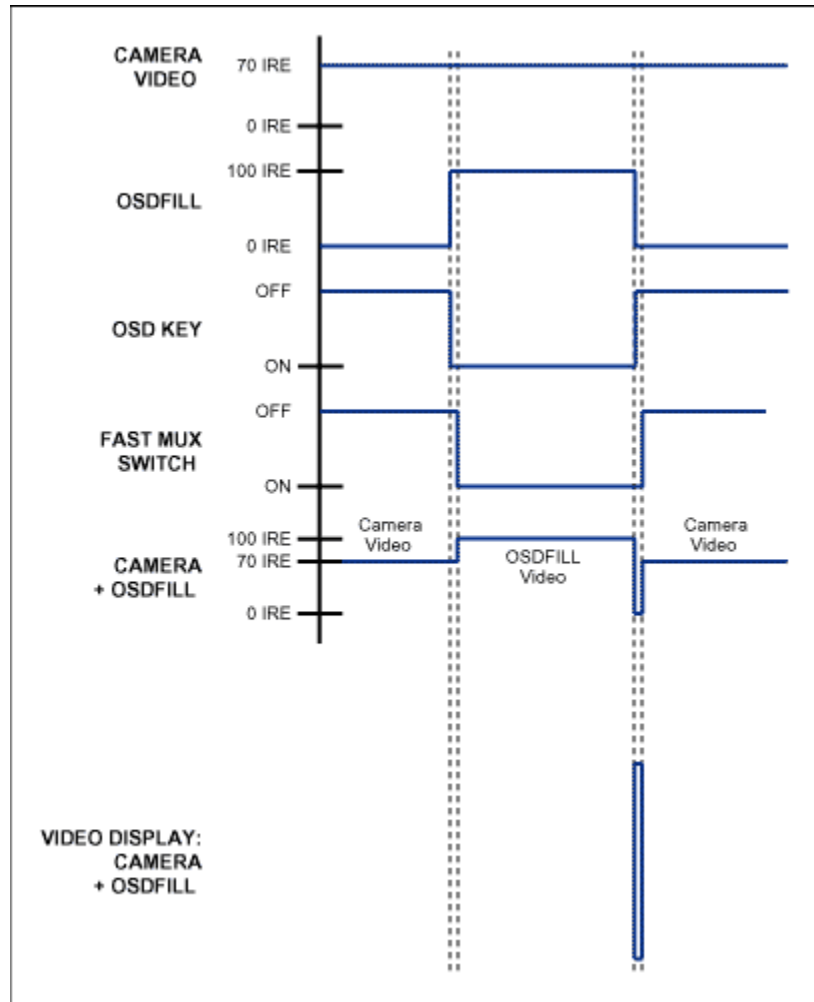 CAMERA
VIDEO
70 IRE
0 IRE
100 IRE
OSDFILL
0 IRE
OFF
OSD KEY
ON
OFF
FAST MUX
SWITCH
ON
Camera
Video
Camera
Video
100 IRE
70 IRE
OSDFILL
Video
CAMERA
+ OSDFILL
0 IRE
VIDEO DISPLAY:
CAMERA
+ OSDFILL